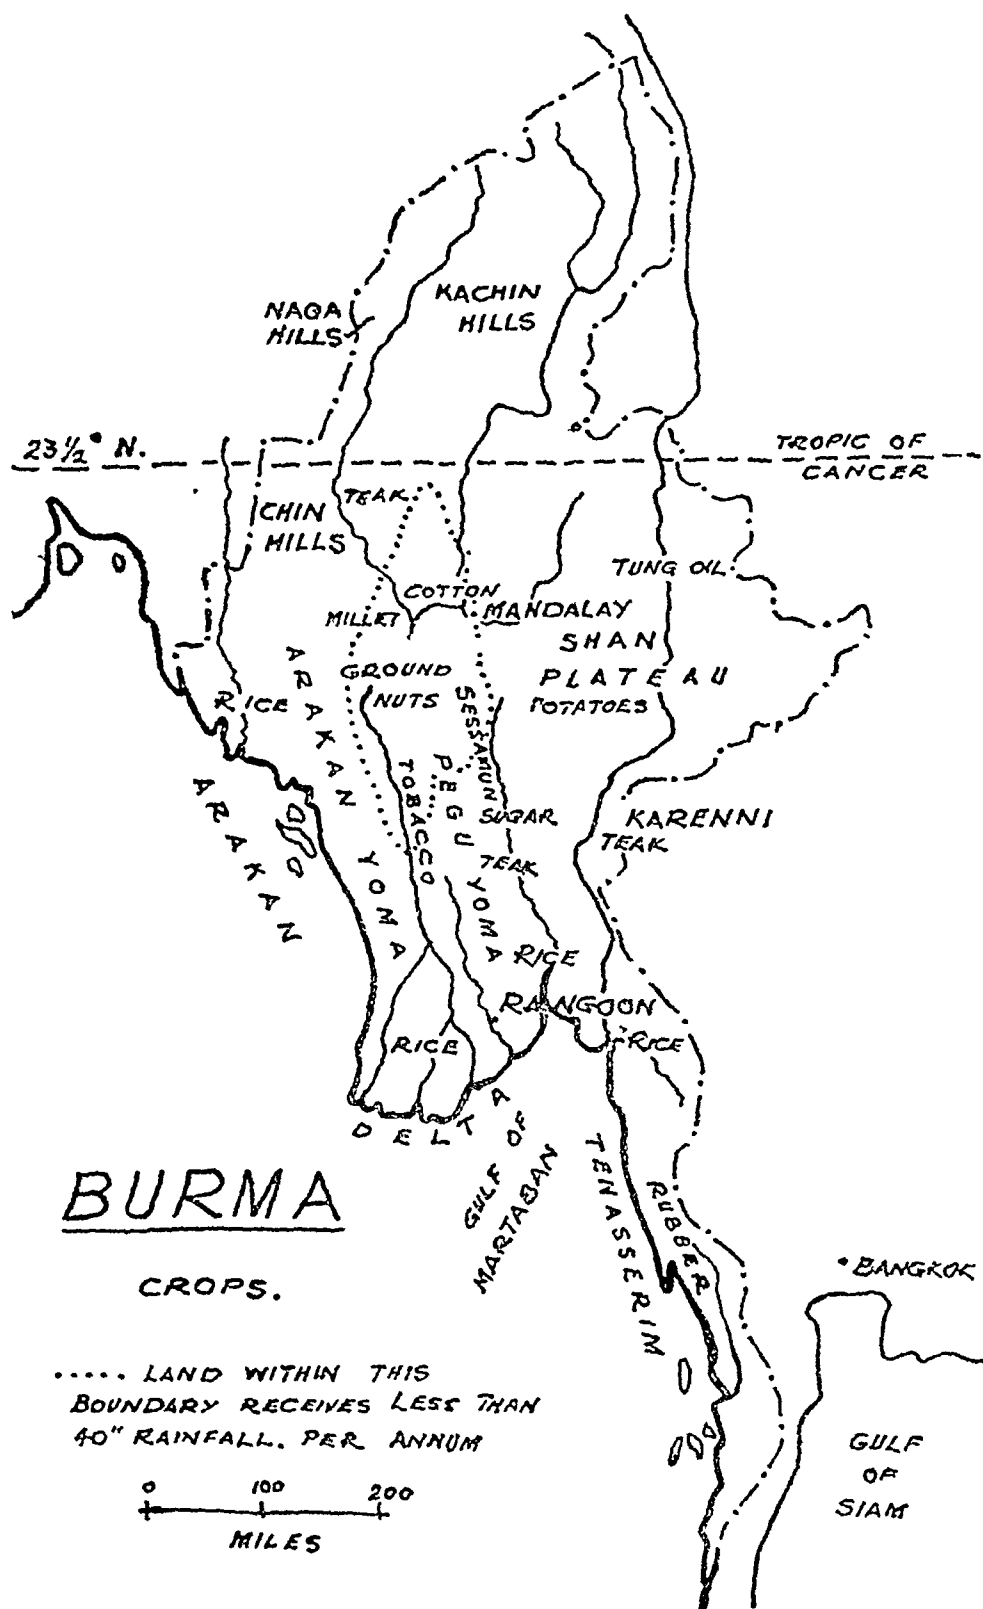 NAGA
HILLS
KACHIN
HILLS
23½° N.
TROPIC OF
CANCER
TEAK
CHIN
HILLS
TUNG OIL
COTTON
MILLET
MANDALAY
SHAN
PLATEAU
POTATOES
GROUND
NUTS
SESSAMUN
RICE
ARAKAN YOMA
ARAKAN
TOBACCO
PEGU YOMA
SUGAR
KARENNI
TEAK
TEAK
RICE
RANGOON
RICE
RICE
DELTA
GULF OF
MARTABAN
TENASSERIM
RUBBER
BANGKOK
GULF
OF
SIAM
BURMA
CROPS.
..... LAND WITHIN THIS
BOUNDARY RECEIVES LESS THAN
40" RAINFALL. PER ANNUM
0 100 200
MILES